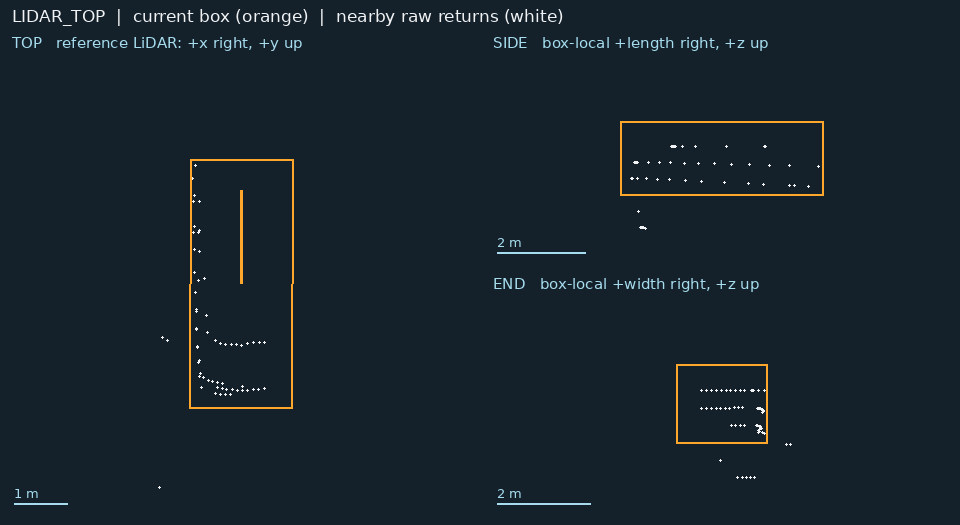 LIDAR_TOP | current box (orange) | nearby raw returns (white)
TOP reference LiDAR: +x right, +y up
SIDE box-local +length right, +z up
2 m
END box-local +width right, +z up
1 m
2 m